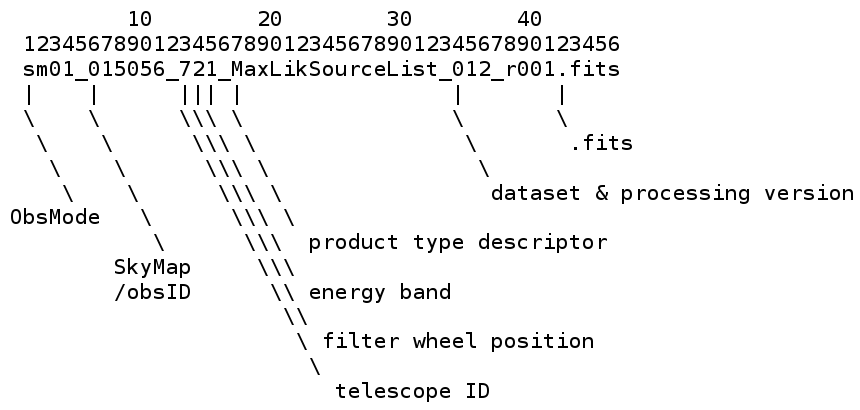 10 20 30 40
1234567890123456789012345678901234567890123456
sm01_015056_721_MaxLikSourceList_012_r001.fits
.fits
dataset & processing version
ObsMode
product type descriptor
SkyMap
/obsID energy band
filter wheel position
telescope ID